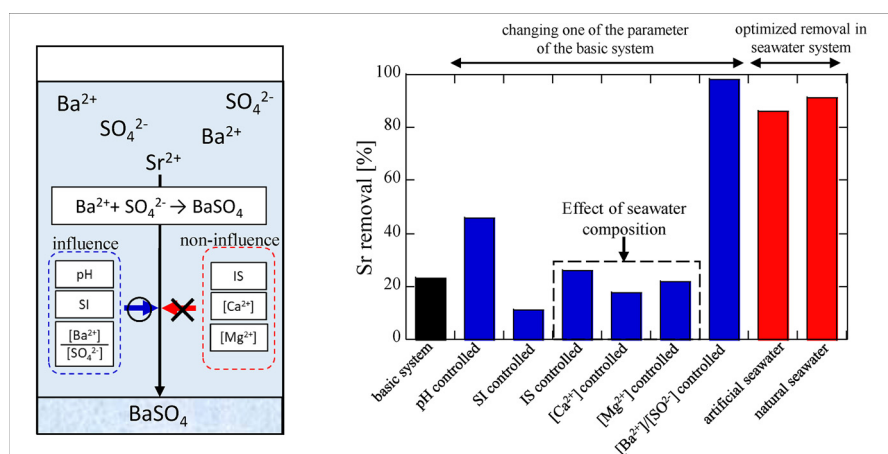 Ba²⁺
SO₄²⁻
SO₄²⁻
Ba²⁺
Sr²⁺
Ba²⁺+ SO₄²⁻ → BaSO₄
influence
non-influence
pH
SI
[Ba²⁺]
[SO₄²⁻]
IS
[Ca²⁺]
[Mg²⁺]
BaSO₄
changing one of the parameter
of the basic system
optimized removal in
seawater system
Sr removal [%]
100
80
60
40
20
0
Effect of seawater
composition
basic system
pH controlled
SI controlled
IS controlled
[Ca²⁺] controlled
[Mg²⁺] controlled
[Ba²⁺]/[SO²⁻] controlled
artificial seawater
natural seawater